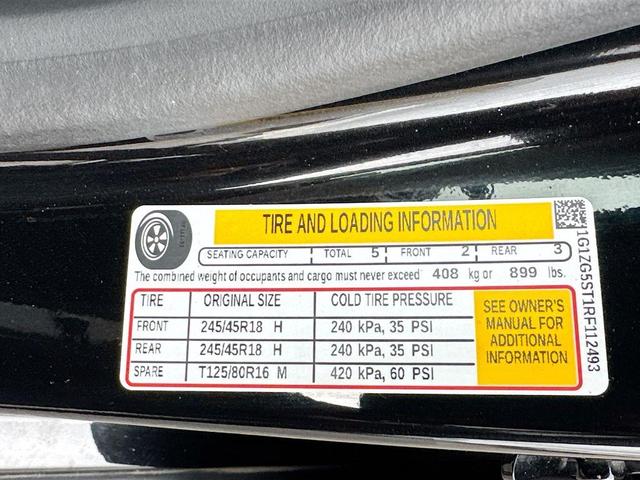 TIRE AND LOADING INFORMATION
SEATING CAPACITY TOTAL 5 FRONT 2 REAR 3
The combined weight of occupants and cargo must never exceed 408 kg or 899 lbs.
TIRE ORIGINAL SIZE COLD TIRE PRESSURE
FRONT 245/45R18 H 240 kPa, 35 PSI
REAR 245/45R18 H 240 kPa, 35 PSI
SPARE T125/80R16 M 420 kPa, 60 PSI
SEE OWNER'S
MANUAL FOR
ADDITIONAL
INFORMATION
1G1ZG5ST1RF112493